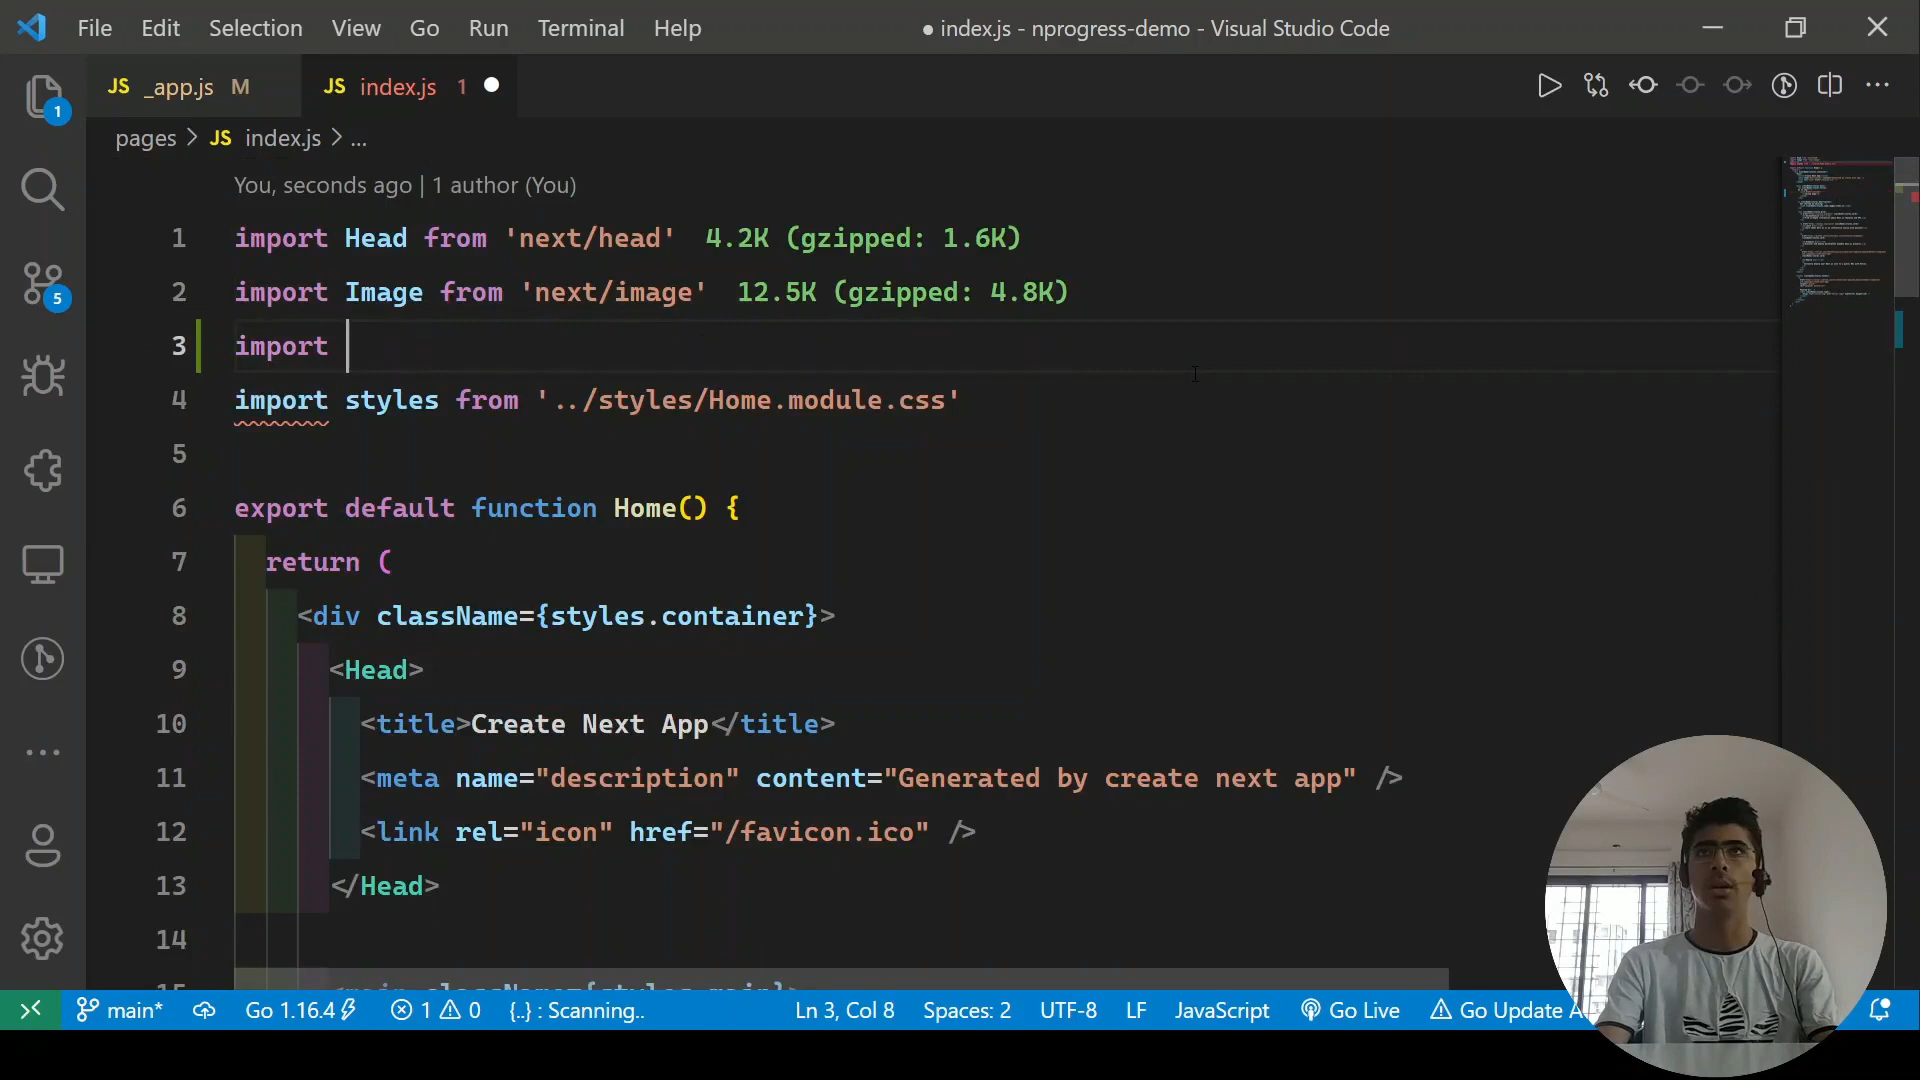 File Edit Selection View Go Run Terminal Help
● index.js - nprogress-demo - Visual Studio Code
JS _app.js M
JS index.js 1
1
pages > JS index.js > ...
You, seconds ago | 1 author (You)
1 import Head from 'next/head' 4.2K (gzipped: 1.6K)
2 import Image from 'next/image' 12.5K (gzipped: 4.8K)
5
3 import
4 import styles from '../styles/Home.module.css'
5
6 export default function Home() {
7 return (
8 <div className={styles.container}>
9 <Head>
10 <title>Create Next App</title>
11 <meta name="description" content="Generated by create next app" />
12 <link rel="icon" href="/favicon.ico" />
13 </Head>
14
15 <main className={styles.main}>
main* Go 1.16.4 1 0 {..} : Scanning.. Ln 3, Col 8 Spaces: 2 UTF-8 LF JavaScript Go Live Go Update A